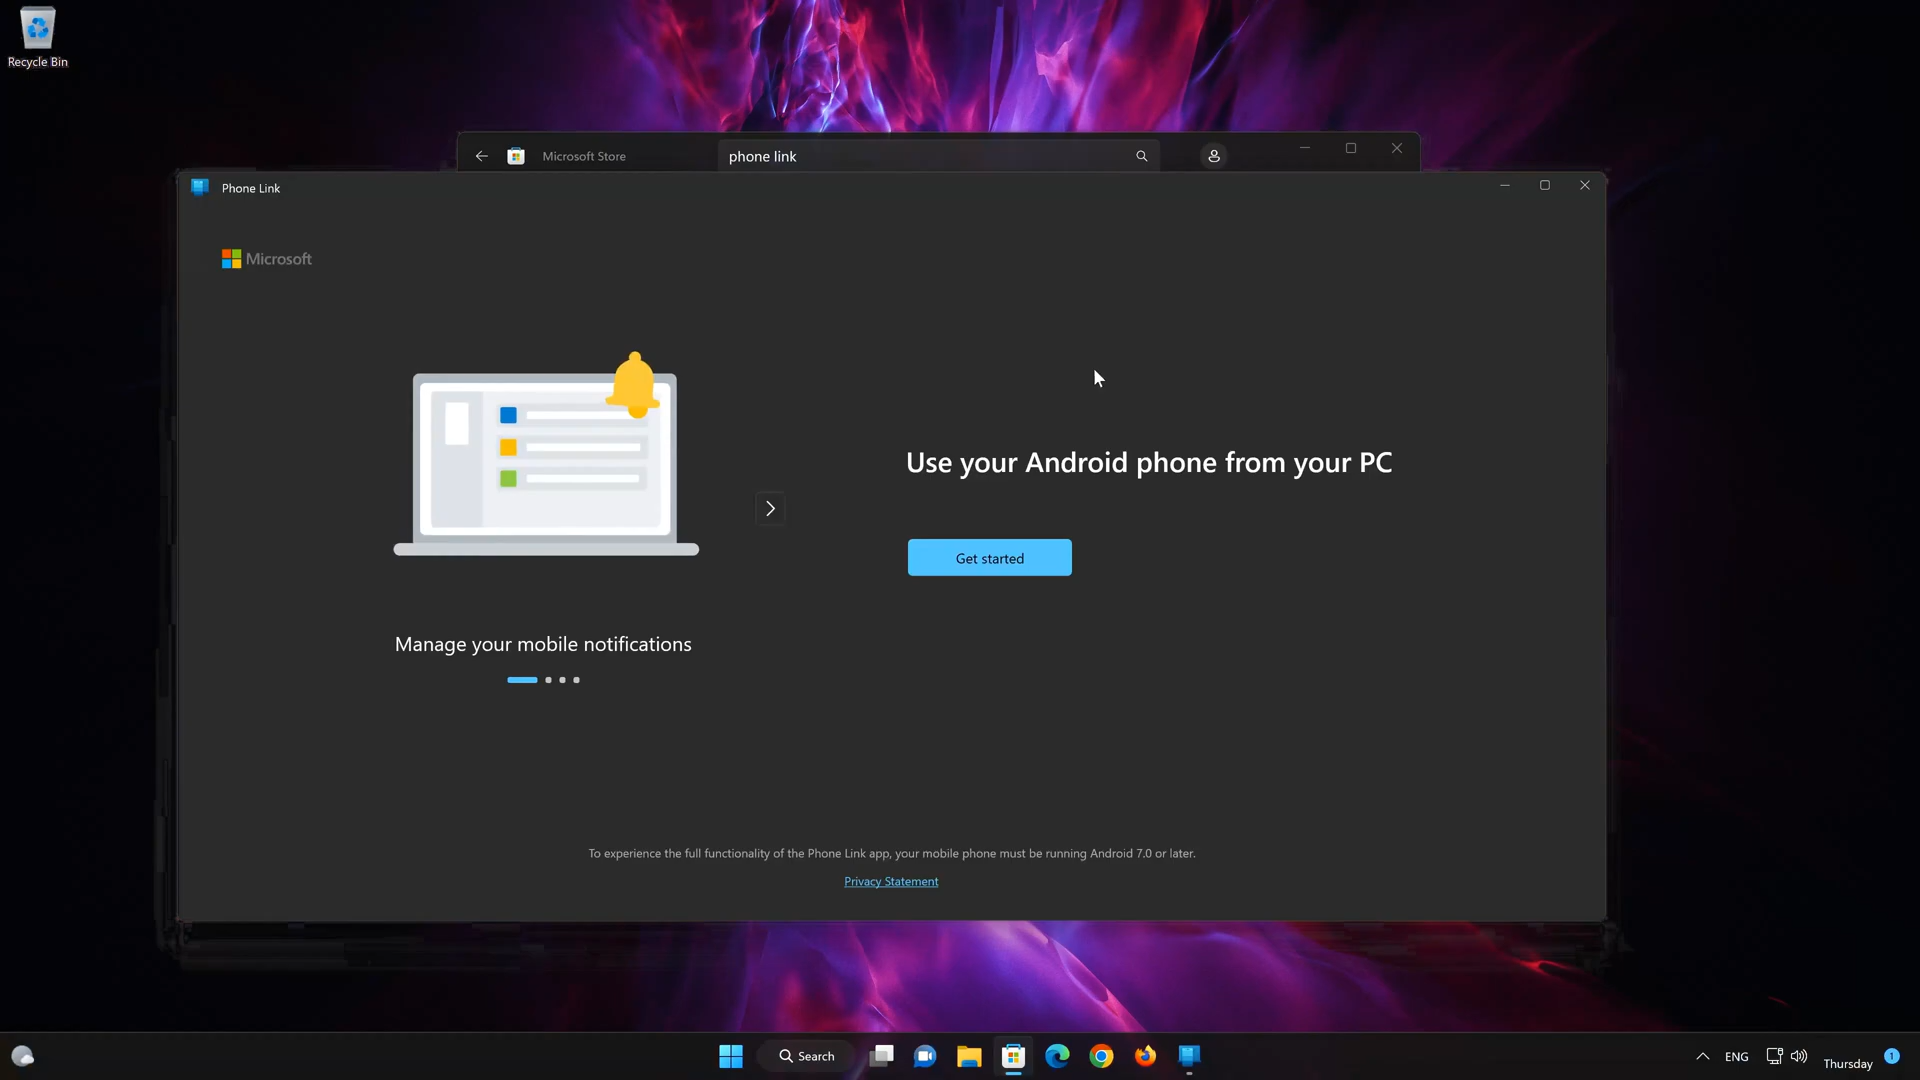 Recycle Bin
Microsoft Store
phone link
Phone Link
Microsoft
Use your Android phone from your PC
Get started
Manage your mobile notifications
To experience the full functionality of the Phone Link app, your mobile phone must be running Android 7.0 or later.
Privacy Statement
Search
ENG
Thursday
1